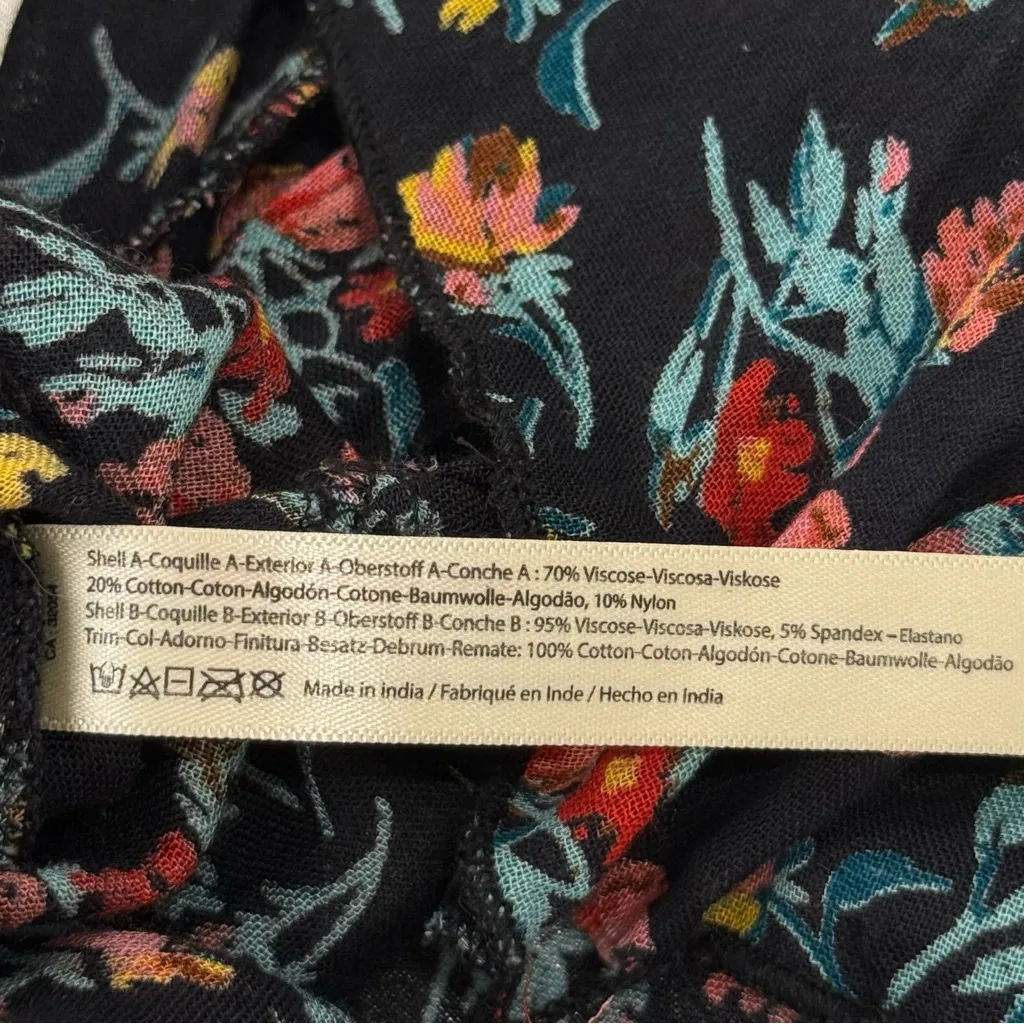 Shell A-Coquille A-Exterior A-Oberstoff A-Conche A : 70% Viscose-Viscosa-Viskose
20% Cotton-Coton-Algodón-Cotone-Baumwolle-Algodão, 10% Nylon
Shell B-Coquille B-Exterior B-Oberstoff B-Conche B : 95% Viscose-Viscosa-Viskose, 5% Spandex – Elastano
Trim-Col-Adorno-Finitura-Besatz-Debrum-Remate: 100% Cotton-Coton-Algodón-Cotone-Baumwolle-Algodão
Made in india / Fabriqué en Inde / Hecho en India
CA